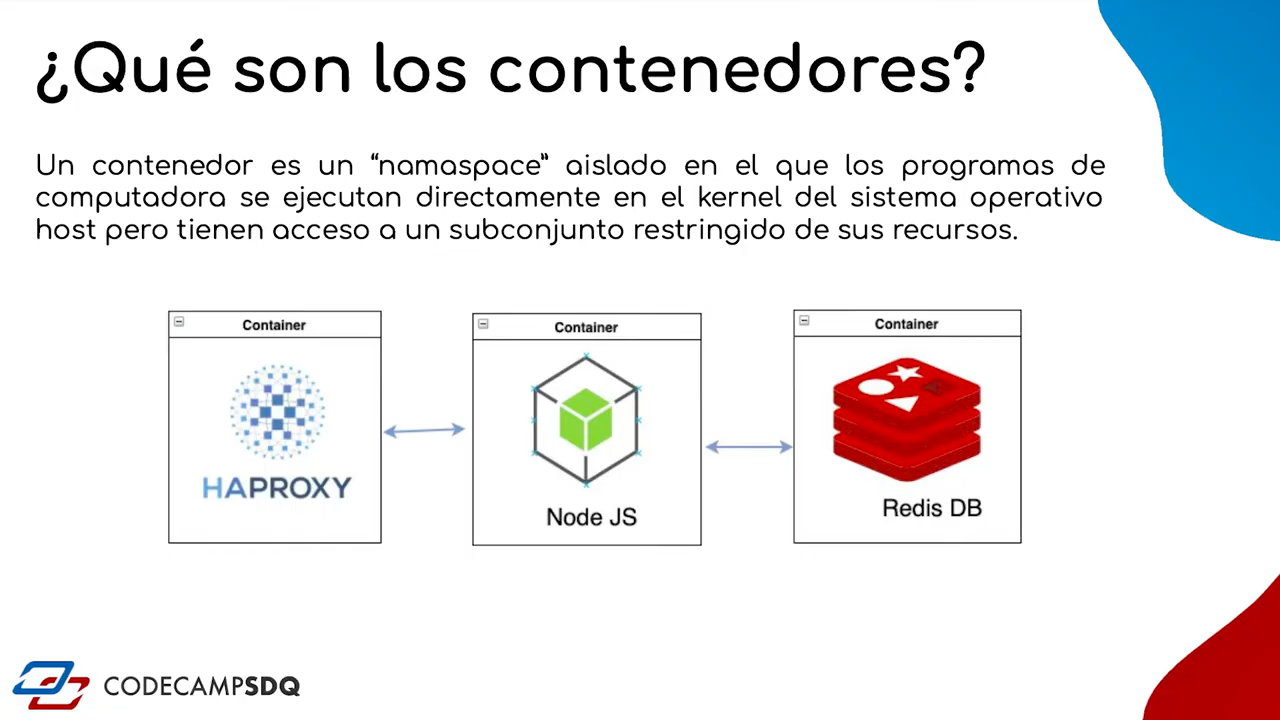 ¿Qué son los contenedores?
Un contenedor es un “namaspace” aislado en el que los programas de
computadora se ejecutan directamente en el kernel del sistema operativo
host pero tienen acceso a un subconjunto restringido de sus recursos.
Container
Container
Container
HAPROXY
Node JS
Redis DB
CODECAMPSDQ